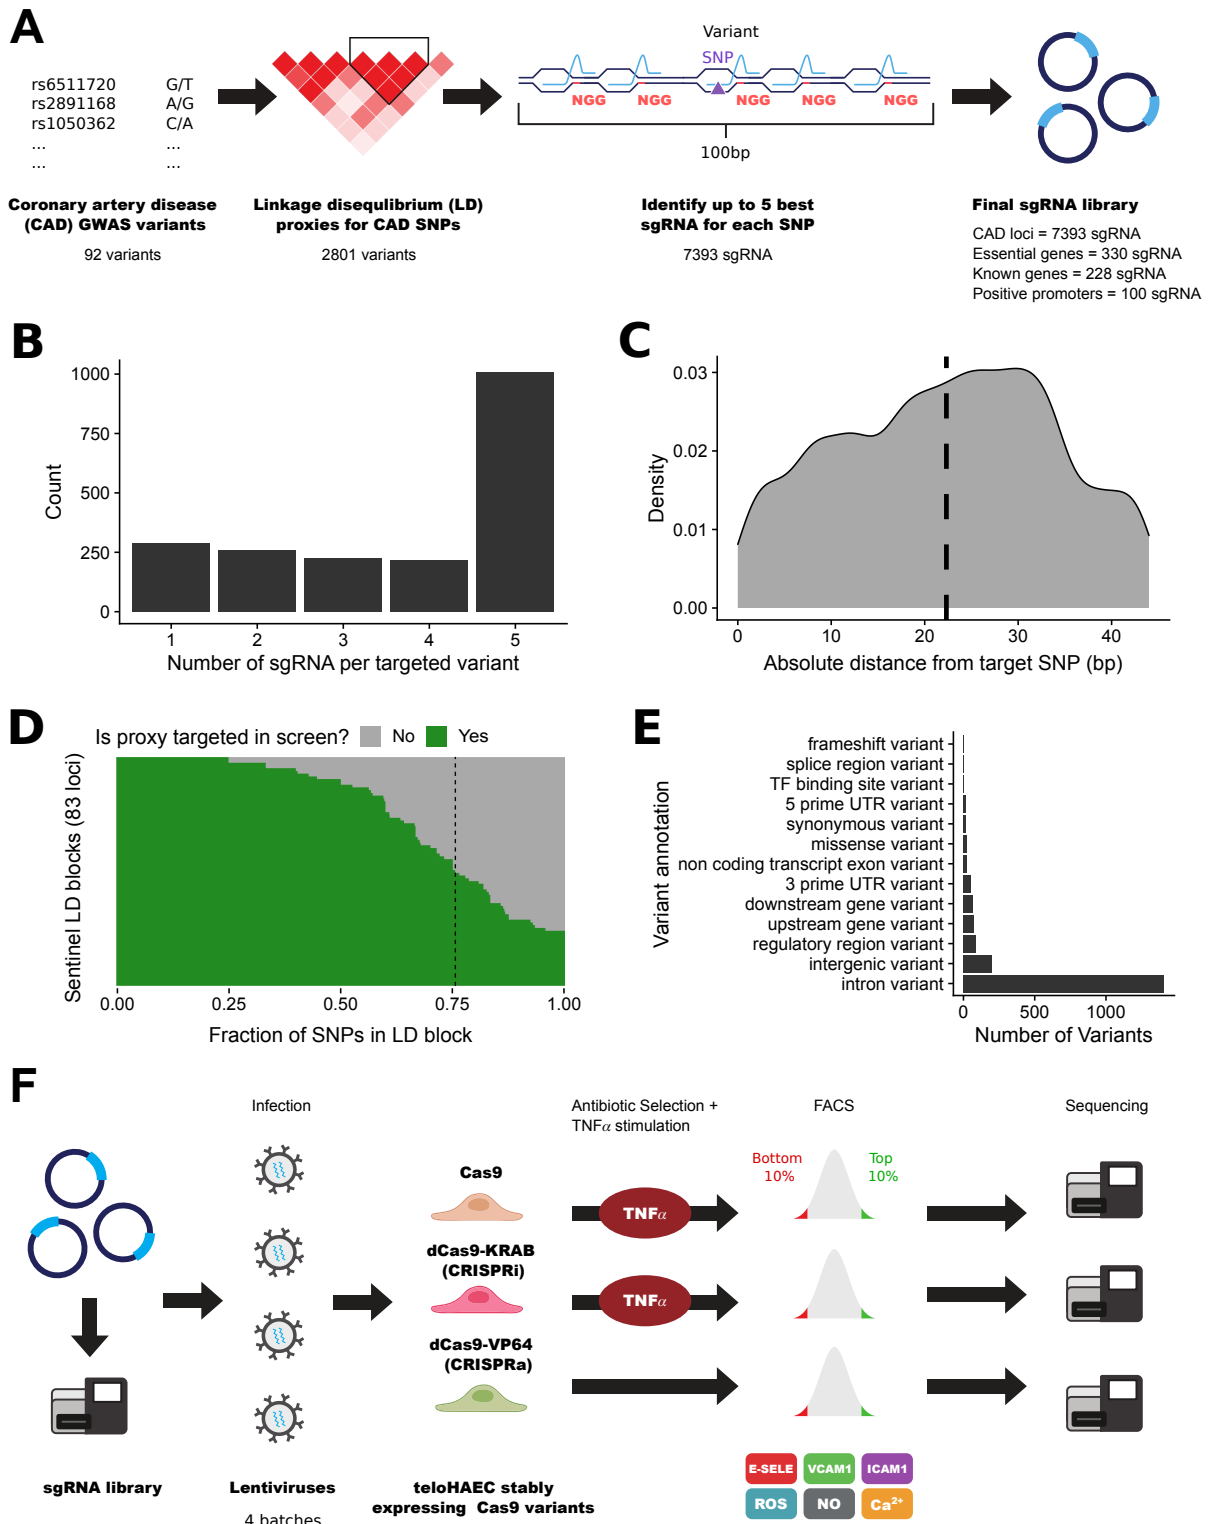 A
rs6511720 G/T
rs2891168 A/G
rs1050362 C/A
... ...
... ...
Variant
SNP
NGG NGG NGG NGG NGG
100bp
Coronary artery disease
(CAD) GWAS variants
92 variants
Linkage disequlibrium (LD)
proxies for CAD SNPs
2801 variants
Identify up to 5 best
sgRNA for each SNP
7393 sgRNA
Final sgRNA library
CAD loci = 7393 sgRNA
Essential genes = 330 sgRNA
Known genes = 228 sgRNA
Positive promoters = 100 sgRNA
B
Count
1000
750
500
250
0
1 2 3 4 5
Number of sgRNA per targeted variant
C
Density
0.03
0.02
0.01
0.00
0 10 20 30 40
Absolute distance from target SNP (bp)
D
Is proxy targeted in screen? No Yes
Sentinel LD blocks (83 loci)
0.00 0.25 0.50 0.75 1.00
Fraction of SNPs in LD block
E
Variant annotation
frameshift variant
splice region variant
TF binding site variant
5 prime UTR variant
synonymous variant
missense variant
non coding transcript exon variant
3 prime UTR variant
downstream gene variant
upstream gene variant
regulatory region variant
intergenic variant
intron variant
0 500 1000
Number of Variants
F
Infection
Antibiotic Selection +
TNFα stimulation
FACS
Sequencing
Cas9
TNFα
Bottom
10%
Top
10%
dCas9-KRAB
(CRISPRi)
TNFα
dCas9-VP64
(CRISPRa)
sgRNA library
Lentiviruses
4 batches
teloHAEC stably
expressing Cas9 variants
E-SELE VCAM1 ICAM1
ROS NO Ca²⁺